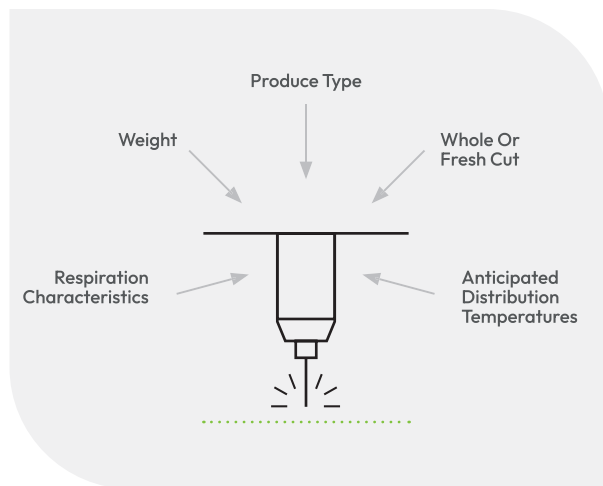 Produce Type
Weight
Whole Or
Fresh Cut
Respiration
Characteristics
Anticipated
Distribution
Temperatures